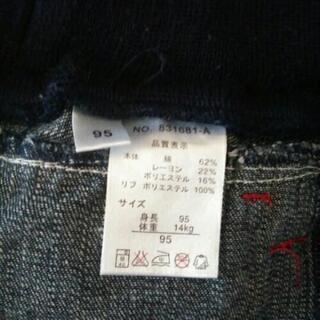 95
NO. 831681-A
品質表示
本体 綿 62%
レーヨン 22%
ポリエステル 16%
リブ ポリエステル 100%
サイズ
身長 95
体重 14kg
95